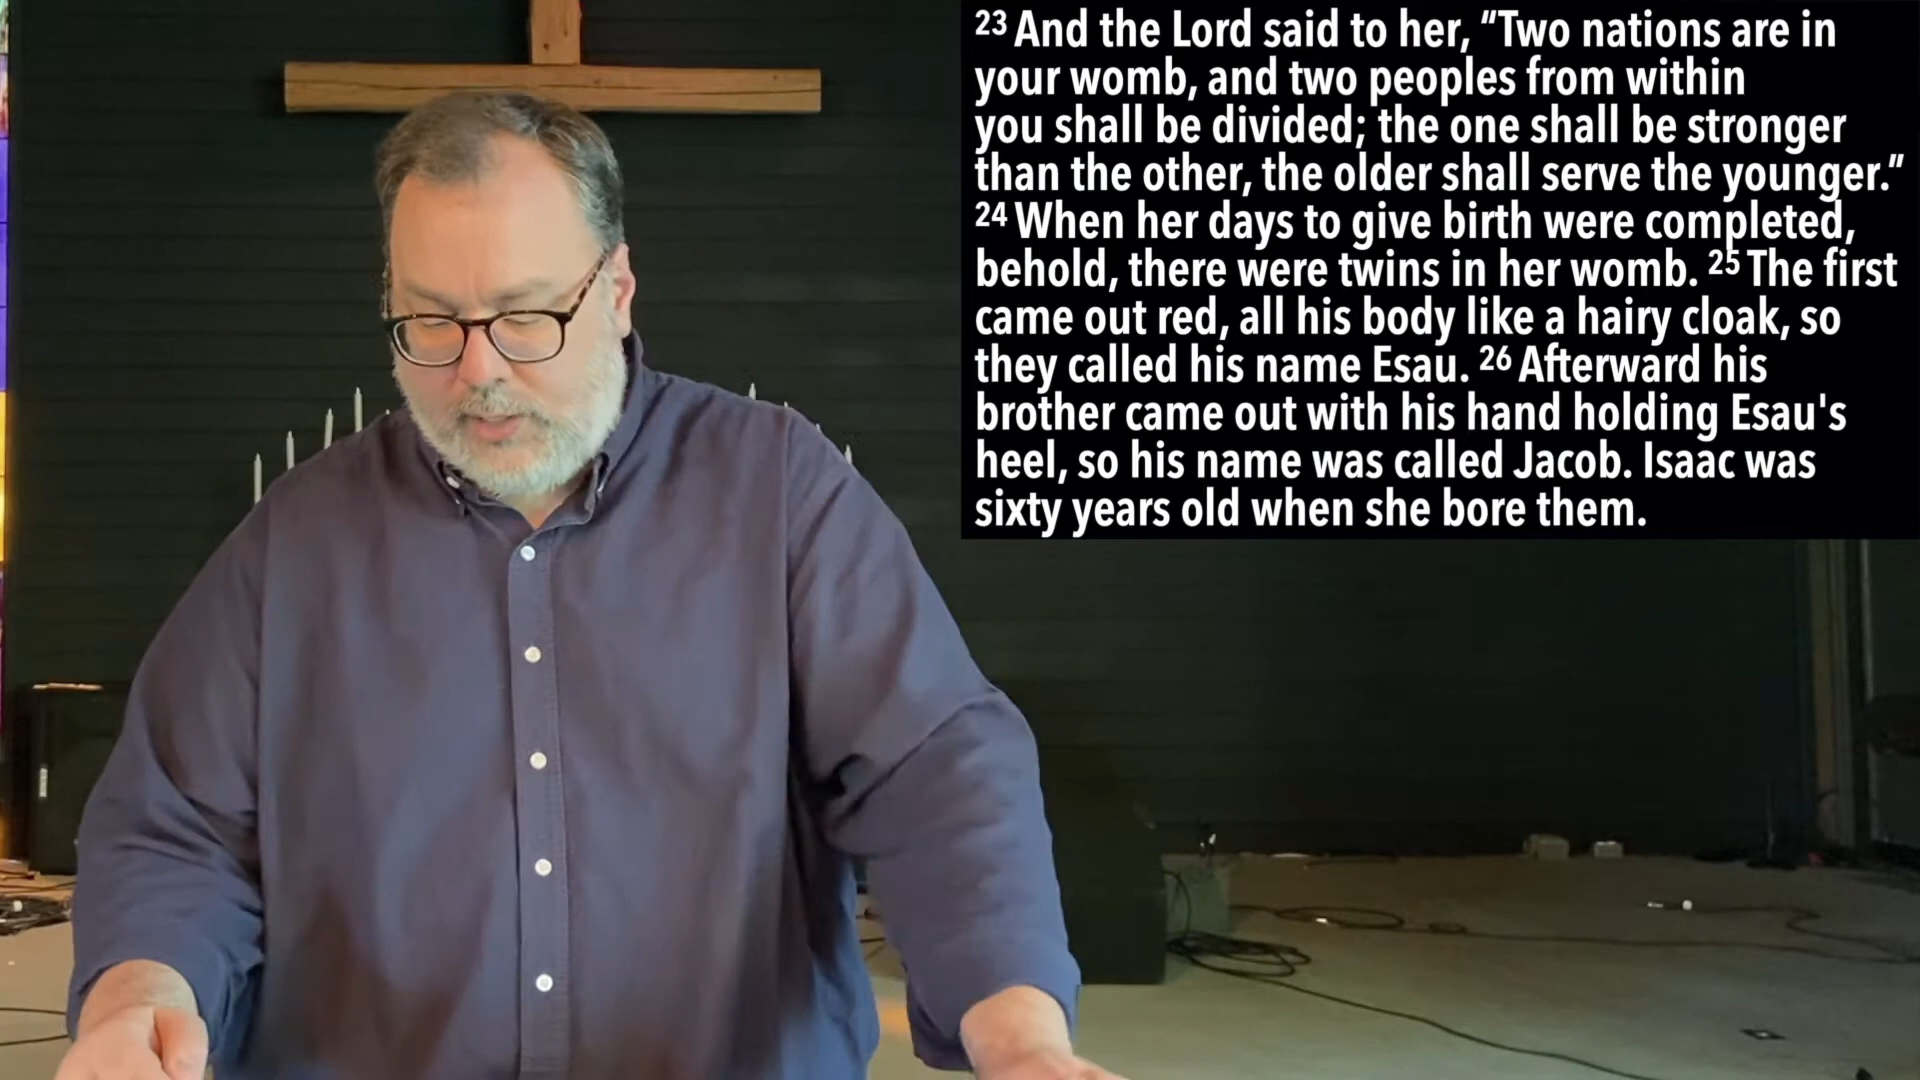 23 And the Lord said to her, “Two nations are in
your womb, and two peoples from within
you shall be divided; the one shall be stronger
than the other, the older shall serve the younger.”
24 When her days to give birth were completed,
behold, there were twins in her womb. 25 The first
came out red, all his body like a hairy cloak, so
they called his name Esau. 26 Afterward his
brother came out with his hand holding Esau's
heel, so his name was called Jacob. Isaac was
sixty years old when she bore them.